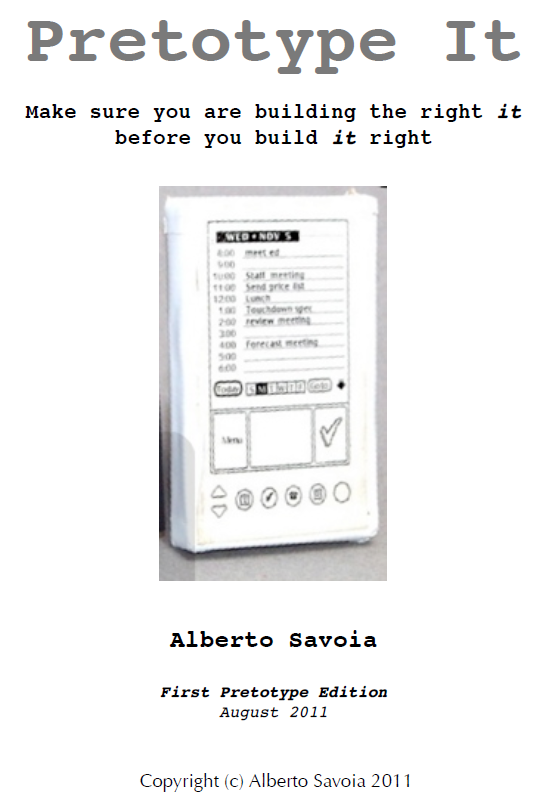 Pretotype It
Make sure you are building the right it
before you build it right
WED • NOV 5
8:00 meet ed
9:00
10:00 Staff meeting
11:00 Send price list
12:00 Lunch
1:00 Touchdown spec
2:00 review meeting
3:00
4:00 Forecast meeting
5:00
6:00
Today S M T W T F
Menu
Alberto Savoia
First Pretotype Edition
August 2011
Copyright (c) Alberto Savoia 2011